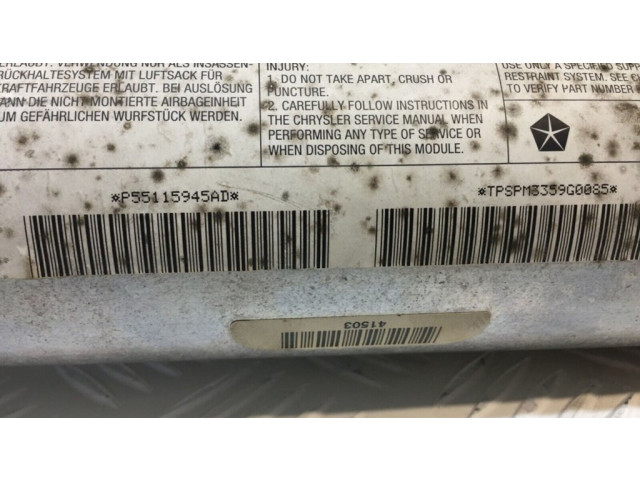 ERLAUBT. VERWENDUNG NUR ALS INSASSEN-
RÜCKHALTESYSTEM MIT LUFTSACK FÜR
KRAFTFAHRZEUGE ERLAUBT. BEI AUSLÖSUNG
KANN DIE NICHT MONTIERTE AIRBAGEINHEIT
ZUM GEFÄHRLICHEN WURFSTÜCK WERDEN.
INJURY:
1. DO NOT TAKE APART, CRUSH OR
PUNCTURE.
2. CAREFULLY FOLLOW INSTRUCTIONS IN
THE CHRYSLER SERVICE MANUAL WHEN
PERFORMING ANY TYPE OF SERVICE OR
WHEN DISPOSING OF THIS MODULE.
USE ONLY A SPECIFIED SUPP
RESTRAINT SYSTEM. SEE C
TO VERIFY PART NUMBER
*P55115945AD*
*TPSPM3359G0085*
41503